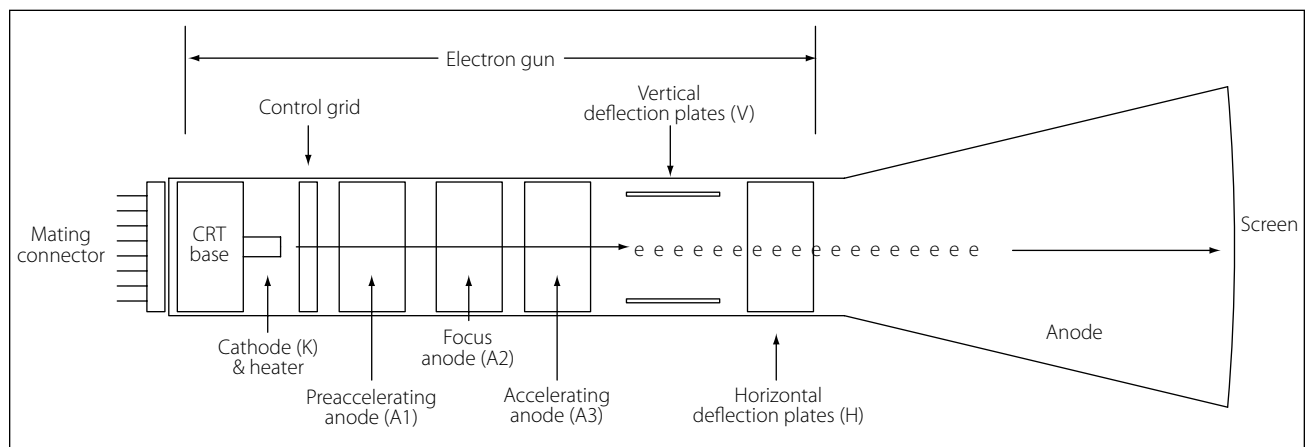 Electron gun
Control grid
Vertical
deflection plates (V)
Mating
connector
CRT
base
e e e e e e e e e e e e e e e e e e
Screen
Anode
Cathode (K)
& heater
Focus
anode (A2)
Preaccelerating
anode (A1)
Accelerating
anode (A3)
Horizontal
deflection plates (H)